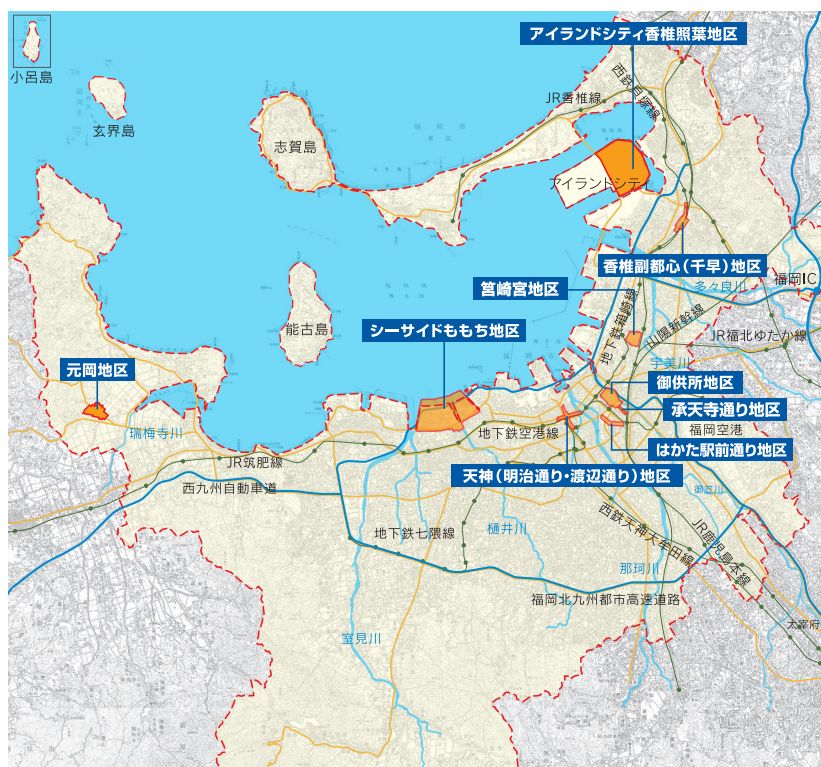 アイランドシティ香椎照葉地区
小呂島
玄界島
志賀島
JR香椎線
西鉄貝塚線
アイランドシティ
香椎副都心(千早)地区
福岡IC
筥崎宮地区
多々良川
能古島
シーサイドももち地区
地下鉄箱崎線
山陽新幹線
JR福北ゆたか線
宇美川
元岡地区
御供所地区
承天寺通り地区
瑞梅寺川
地下鉄空港線
福岡空港
はかた駅前通り地区
JR筑肥線
天神(明治通り・渡辺通り)地区
西九州自動車道
御笠川
地下鉄七隈線
樋井川
西鉄天神大牟田線
JR鹿児島本線
那珂川
福岡北九州都市高速道路
太宰府
室見川